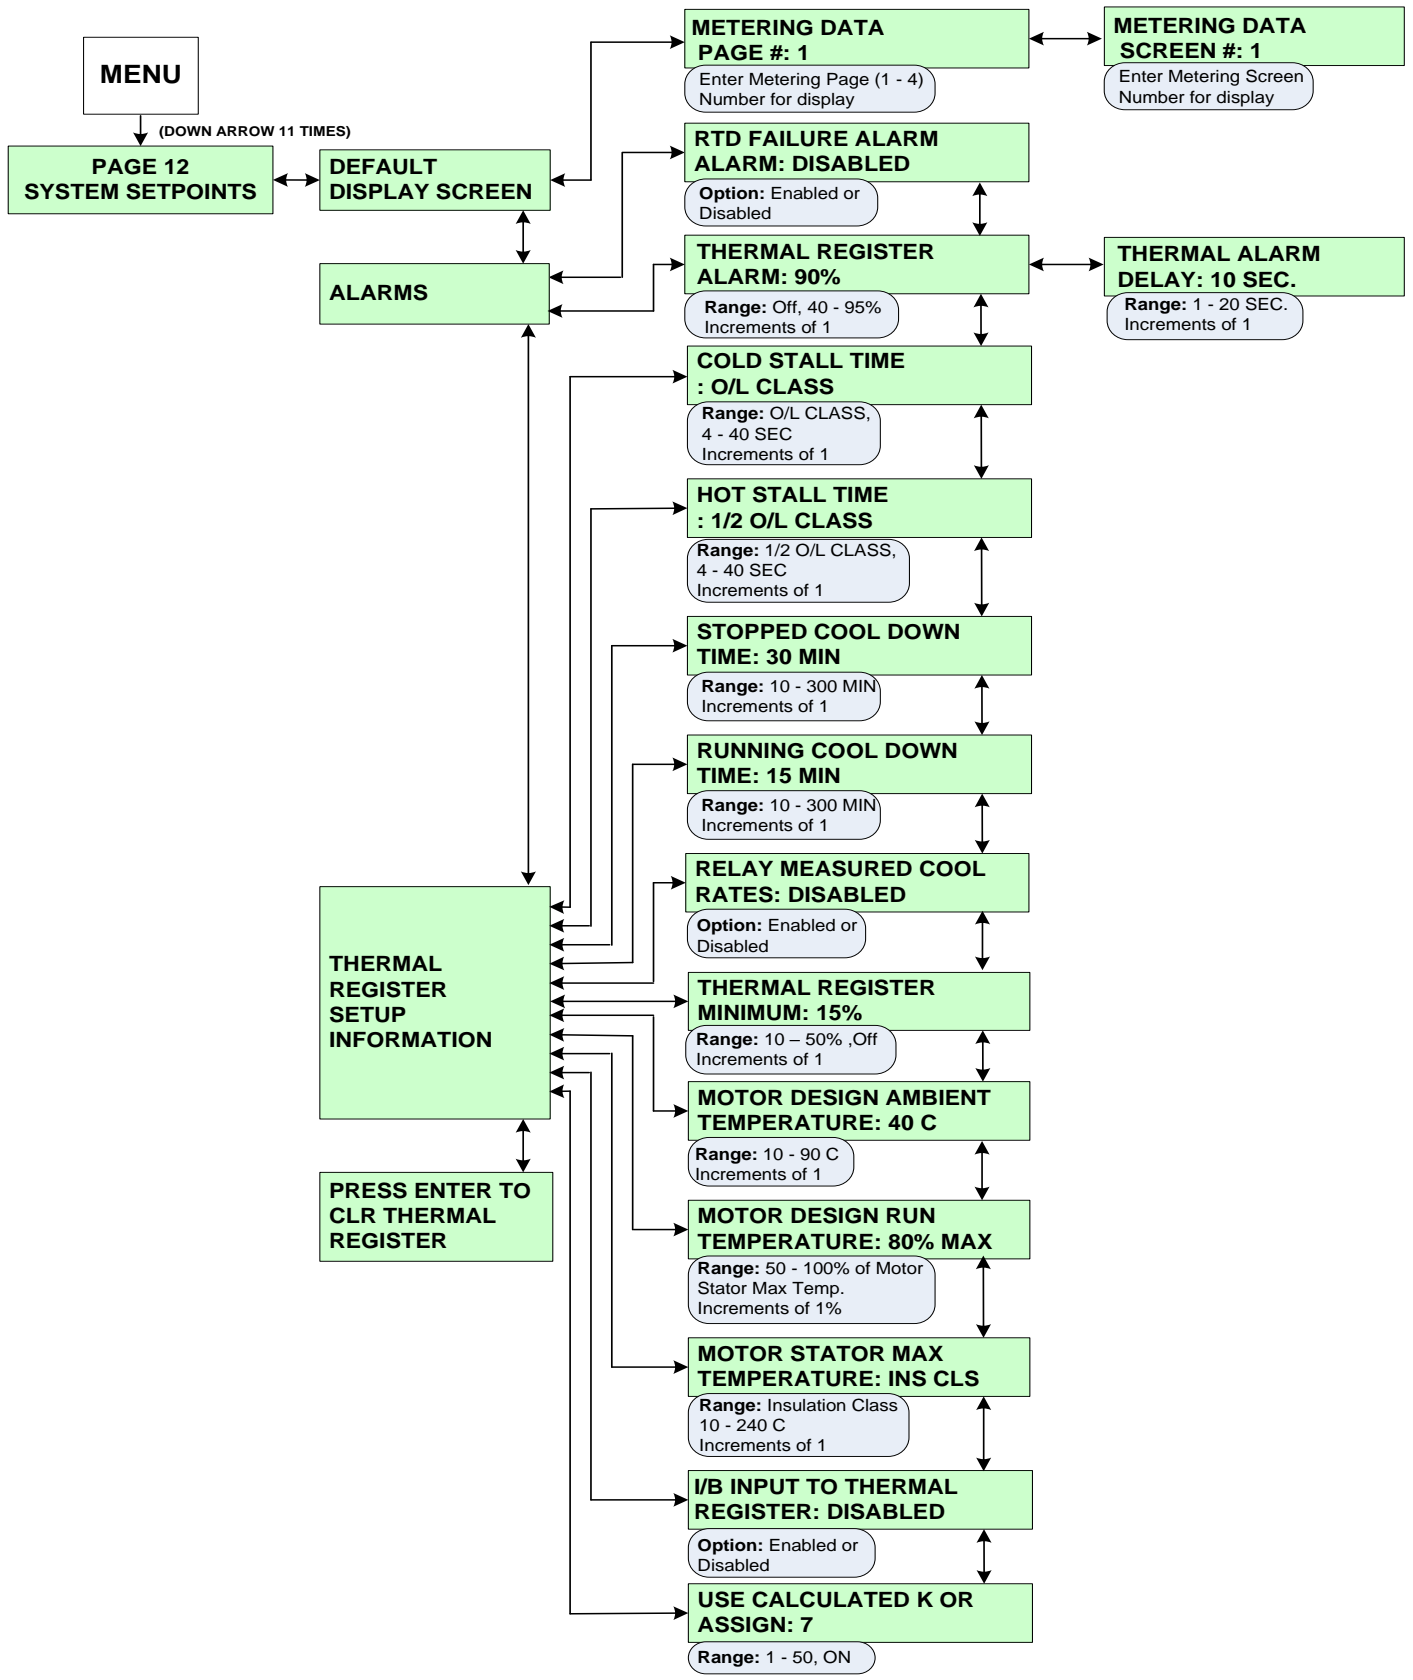 MENU
(DOWN ARROW 11 TIMES)
PAGE 12
SYSTEM SETPOINTS
DEFAULT
DISPLAY SCREEN
METERING DATA
PAGE #: 1
Enter Metering Page (1 - 4)
Number for display
METERING DATA
SCREEN #: 1
Enter Metering Screen
Number for display
ALARMS
RTD FAILURE ALARM
ALARM: DISABLED
Option: Enabled or
Disabled
THERMAL REGISTER
ALARM: 90%
Range: Off, 40 - 95%
Increments of 1
THERMAL ALARM
DELAY: 10 SEC.
Range: 1 - 20 SEC.
Increments of 1
THERMAL
REGISTER
SETUP
INFORMATION
COLD STALL TIME
: O/L CLASS
Range: O/L CLASS,
4 - 40 SEC
Increments of 1
HOT STALL TIME
: 1/2 O/L CLASS
Range: 1/2 O/L CLASS,
4 - 40 SEC
Increments of 1
STOPPED COOL DOWN
TIME: 30 MIN
Range: 10 - 300 MIN
Increments of 1
RUNNING COOL DOWN
TIME: 15 MIN
Range: 10 - 300 MIN
Increments of 1
RELAY MEASURED COOL
RATES: DISABLED
Option: Enabled or
Disabled
THERMAL REGISTER
MINIMUM: 15%
Range: 10 – 50% ,Off
Increments of 1
MOTOR DESIGN AMBIENT
TEMPERATURE: 40 C
Range: 10 - 90 C
Increments of 1
MOTOR DESIGN RUN
TEMPERATURE: 80% MAX
Range: 50 - 100% of Motor
Stator Max Temp.
Increments of 1%
MOTOR STATOR MAX
TEMPERATURE: INS CLS
Range: Insulation Class
10 - 240 C
Increments of 1
I/B INPUT TO THERMAL
REGISTER: DISABLED
Option: Enabled or
Disabled
USE CALCULATED K OR
ASSIGN: 7
Range: 1 - 50, ON
PRESS ENTER TO
CLR THERMAL
REGISTER